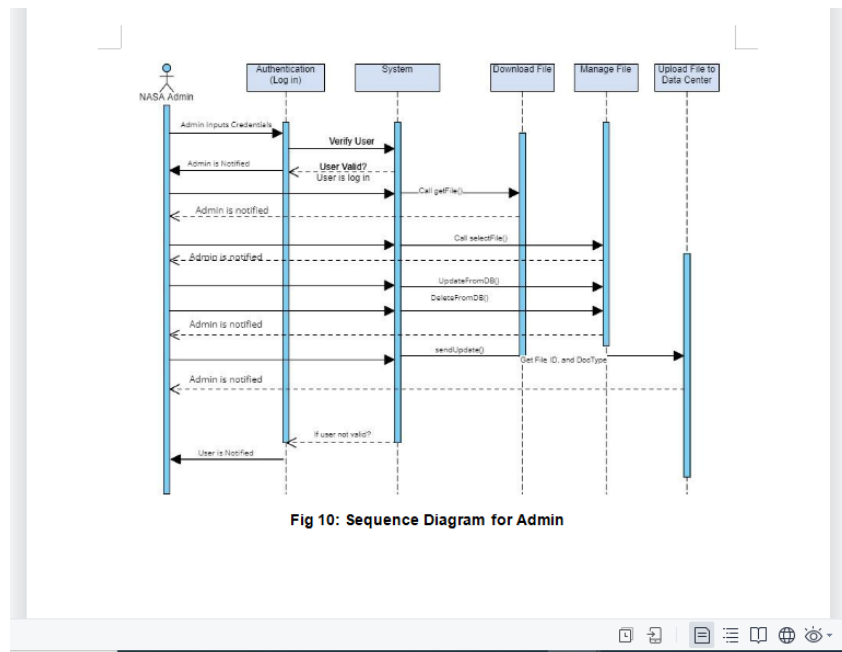 Authentication
(Log in)
System
Download File
Manage File
Upload File to
Data Center
NASA Admin
Admin Inputs Credentials
Verify User
Admin is Notified
User Valid?
User is log in
Call getFile()
Admin is notified
Call selectFile()
Admin is notified
UpdateFromDB()
DeleteFromDB()
Admin is notified
sendUpdate()
Get File ID, and DocType
Admin is notified
If user not valid?
User is Notified
Fig 10: Sequence Diagram for Admin